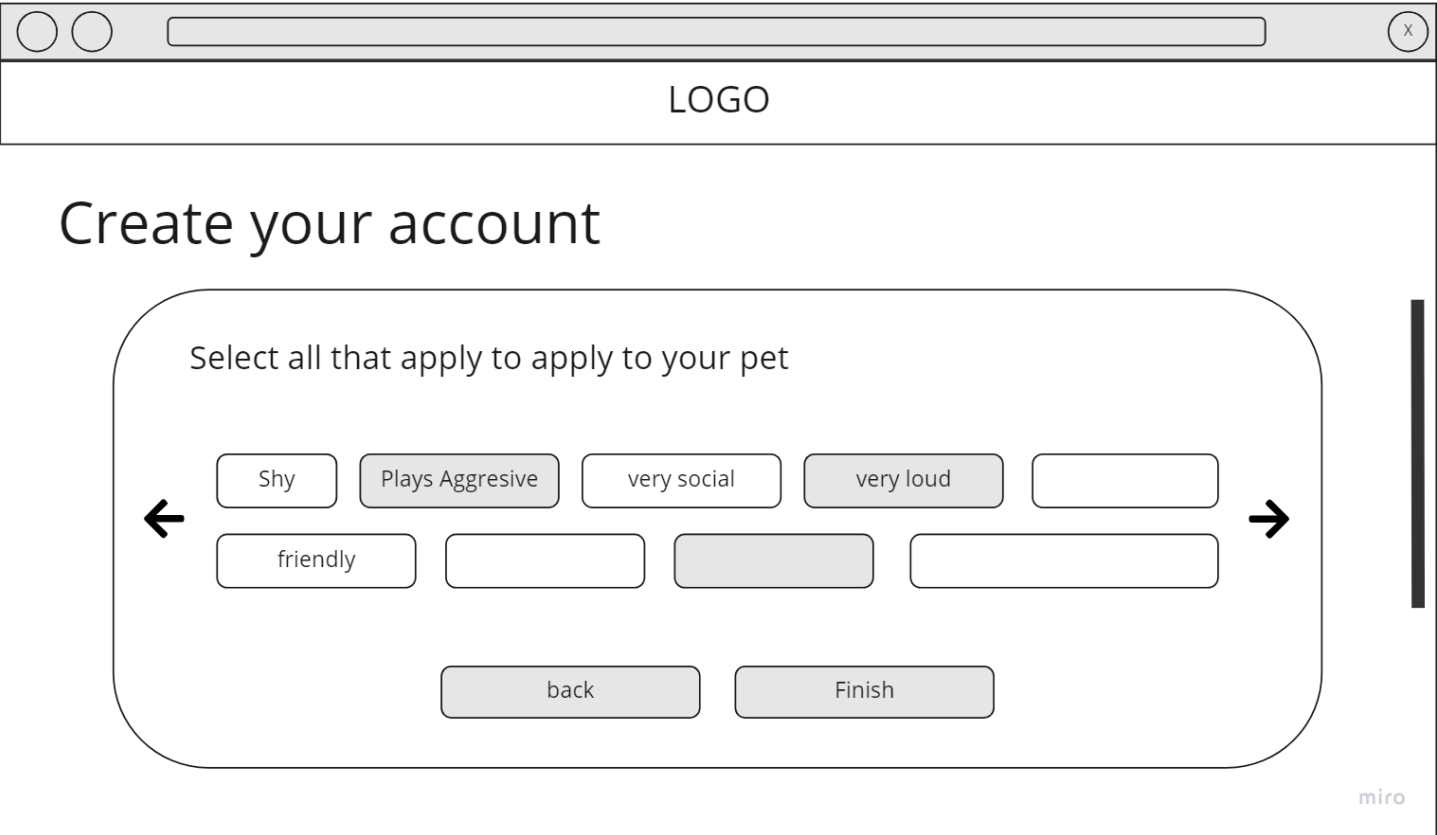 X
LOGO
Create your account
Select all that apply to apply to your pet
Shy
Plays Aggresive
very social
very loud
friendly
back
Finish
miro